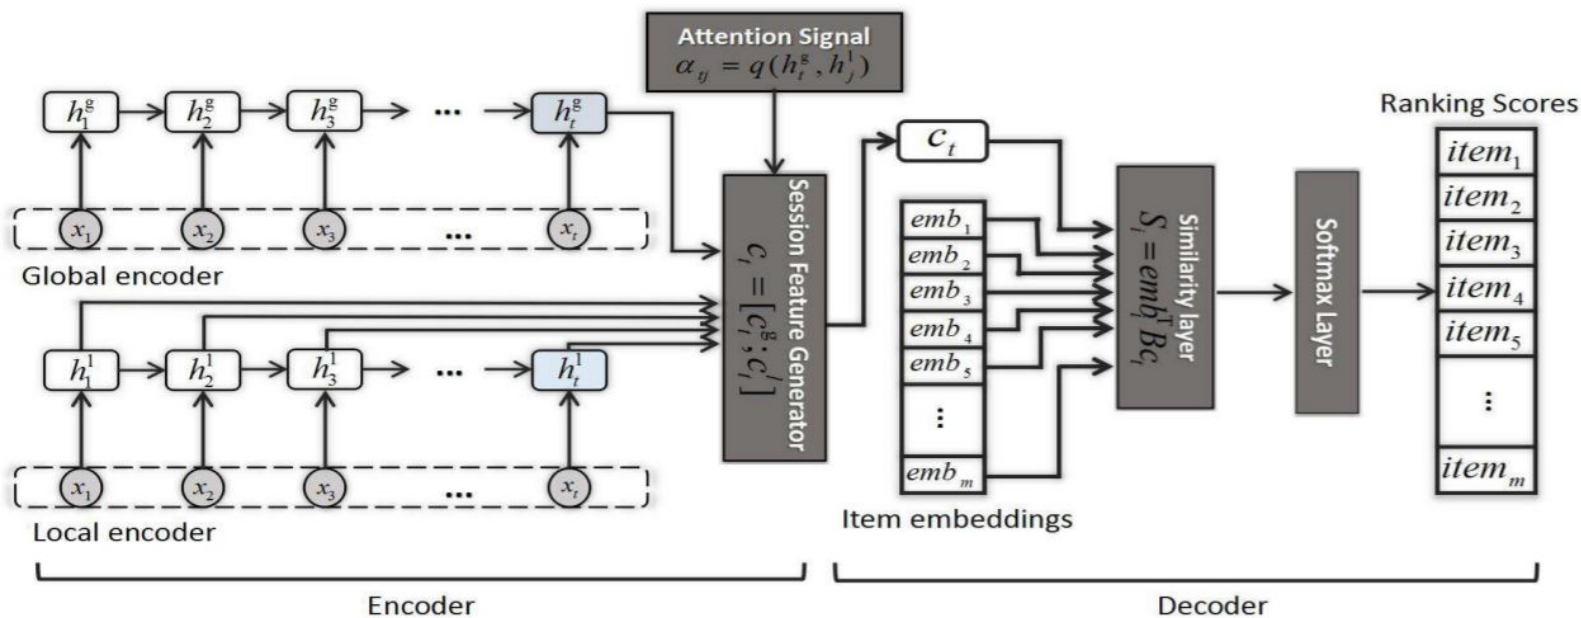 Attention Signal
α_tj = q(h_t^g, h_j^l)
h_1^g h_2^g h_3^g ... h_t^g
x_1 x_2 x_3 ... x_t
Global encoder
h_1^l h_2^l h_3^l ... h_t^l
x_1 x_2 x_3 ... x_t
Local encoder
Encoder
Session Feature Generator
c_t = [c_t^g; c_t^l]
c_t
emb_1
emb_2
emb_3
emb_4
emb_5
...
emb_m
Item embeddings
Similarity layer
S_i = emb_i^T Bc_t
Softmax Layer
Ranking Scores
item_1
item_2
item_3
item_4
item_5
...
item_m
Decoder